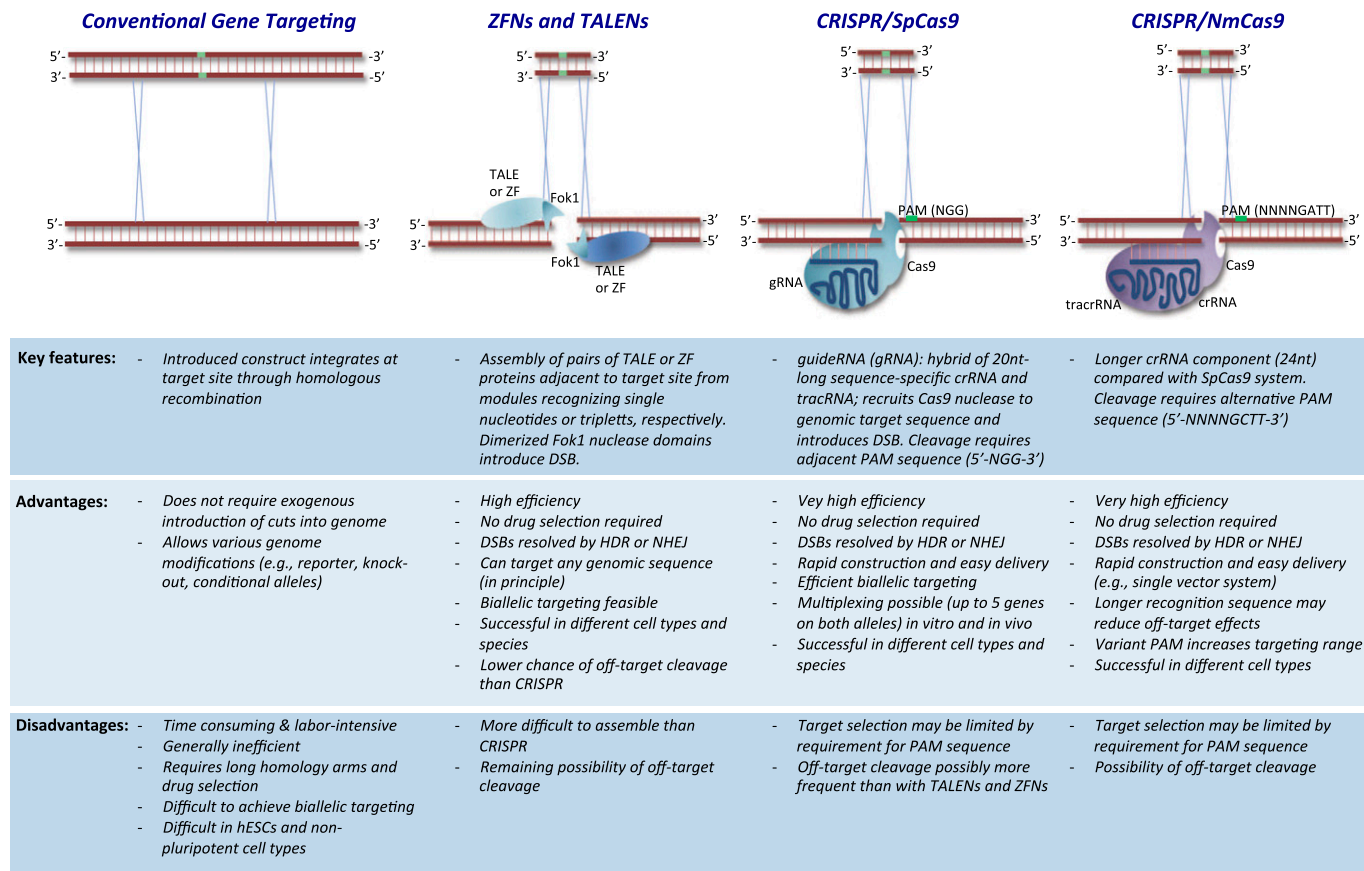 Conventional Gene Targeting
5’-
-3’
3’-
-5’
5’-
-3’
3’-
-5’
ZFNs and TALENs
5’-
-3’
3’-
-5’
TALE
or ZF
Fok1
5’-
-3’
3’-
-5’
Fok1
TALE
or ZF
CRISPR/SpCas9
5’-
-3’
3’-
-5’
PAM (NGG)
5’-
-3’
3’-
-5’
Cas9
gRNA
CRISPR/NmCas9
5’-
-3’
3’-
-5’
PAM (NNNNGATT)
5’-
-3’
3’-
-5’
Cas9
tracrRNA
crRNA
Key features:
- Introduced construct integrates at
target site through homologous
recombination
- Assembly of pairs of TALE or ZF
proteins adjacent to target site from
modules recognizing single
nucleotides or tripletts, respectively.
Dimerized Fok1 nuclease domains
introduce DSB.
- guideRNA (gRNA): hybrid of 20nt-
long sequence-specific crRNA and
tracRNA; recruits Cas9 nuclease to
genomic target sequence and
introduces DSB. Cleavage requires
adjacent PAM sequence (5’-NGG-3’)
- Longer crRNA component (24nt)
compared with SpCas9 system.
Cleavage requires alternative PAM
sequence (5’-NNNNGCTT-3’)
Advantages:
- Does not require exogenous
introduction of cuts into genome
- Allows various genome
modifications (e.g., reporter, knock-
out, conditional alleles)
- High efficiency
- No drug selection required
- DSBs resolved by HDR or NHEJ
- Can target any genomic sequence
(in principle)
- Biallelic targeting feasible
- Successful in different cell types and
species
- Lower chance of off-target cleavage
than CRISPR
- Vey high efficiency
- No drug selection required
- DSBs resolved by HDR or NHEJ
- Rapid construction and easy delivery
- Efficient biallelic targeting
- Multiplexing possible (up to 5 genes
on both alleles) in vitro and in vivo
- Successful in different cell types and
species
- Very high efficiency
- No drug selection required
- DSBs resolved by HDR or NHEJ
- Rapid construction and easy delivery
(e.g., single vector system)
- Longer recognition sequence may
reduce off-target effects
- Variant PAM increases targeting range
- Successful in different cell types
Disadvantages:
- Time consuming & labor-intensive
- Generally inefficient
- Requires long homology arms and
drug selection
- Difficult to achieve biallelic targeting
- Difficult in hESCs and non-
pluripotent cell types
- More difficult to assemble than
CRISPR
- Remaining possibility of off-target
cleavage
- Target selection may be limited by
requirement for PAM sequence
- Off-target cleavage possibly more
frequent than with TALENs and ZFNs
- Target selection may be limited by
requirement for PAM sequence
- Possibility of off-target cleavage